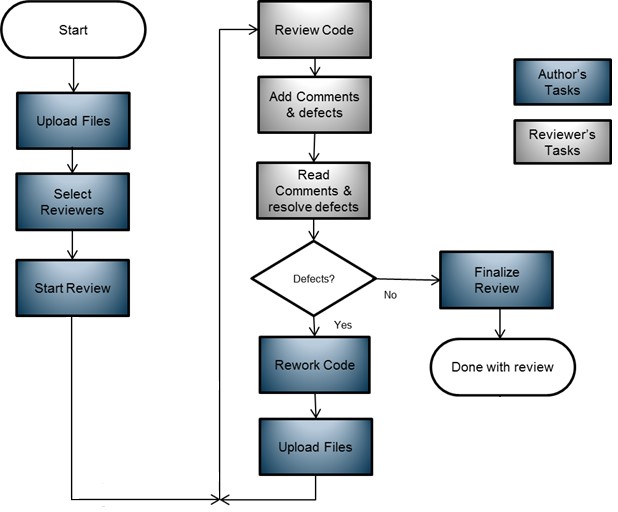 Start
Upload Files
Select
Reviewers
Start Review
Review Code
Add Comments
& defects
Read
Comments &
resolve defects
Defects?
No
Yes
Rework Code
Upload Files
Finalize
Review
Done with review
Author's
Tasks
Reviewer's
Tasks